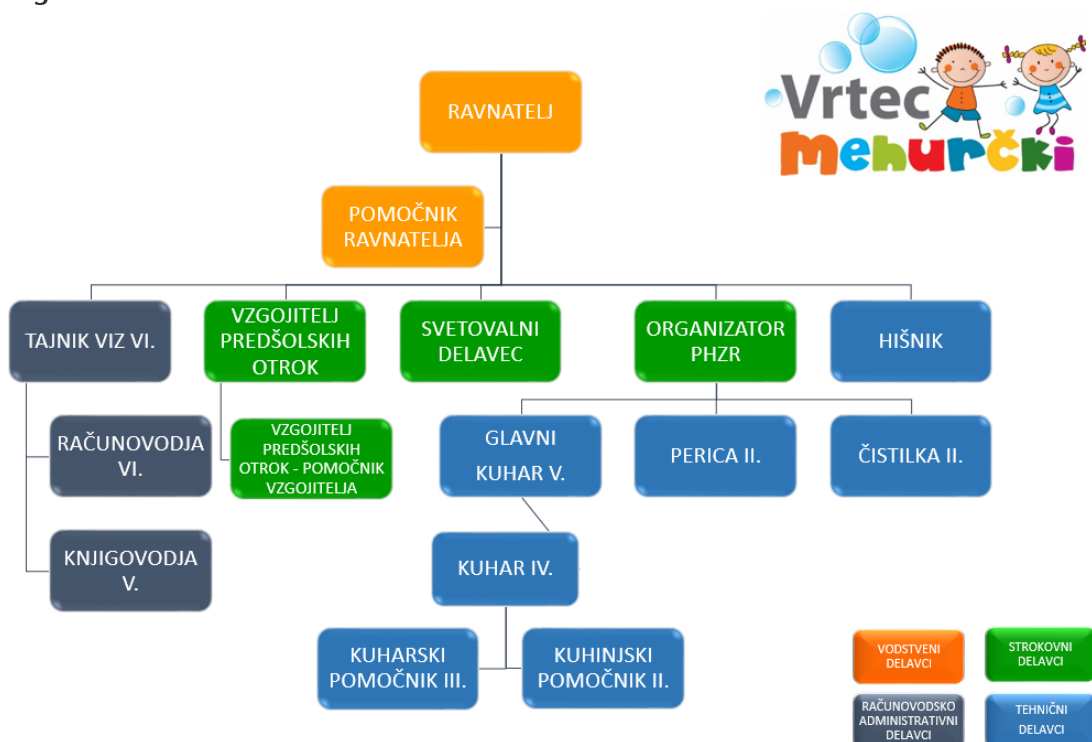 Vrtec
Mehurčki
RAVNATELJ
POMOČNIK
RAVNATELJA
TAJNIK VIZ VI.
VZGOJITELJ
PREDŠOLSKIH
OTROK
SVETOVALNI
DELAVEC
ORGANIZATOR
PHZR
HIŠNIK
RAČUNOVODJA
VI.
VZGOJITELJ
PREDŠOLSKIH
OTROK - POMOČNIK
VZGOJITELJA
GLAVNI
KUHAR V.
PERICA II.
ČISTILKA II.
KNJIGOVODJA
V.
KUHAR IV.
KUHARSKI
POMOČNIK III.
KUHINJSKI
POMOČNIK II.
VODSTVENI
DELAVCI
STROKOVNI
DELAVCI
RAČUNOVODSKO
ADMINISTRATIVNI
DELAVCI
TEHNIČNI
DELAVCI